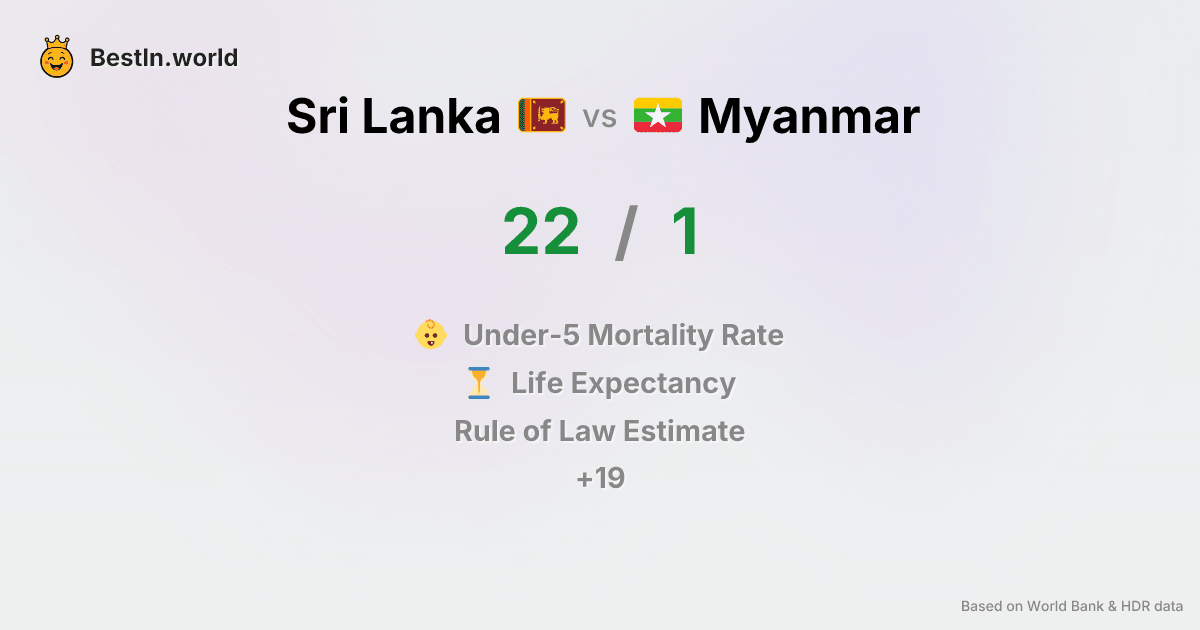 BestIn.world
Sri Lanka vs Myanmar
22 / 1
Under-5 Mortality Rate
Life Expectancy
Rule of Law Estimate
+19
Based on World Bank & HDR data